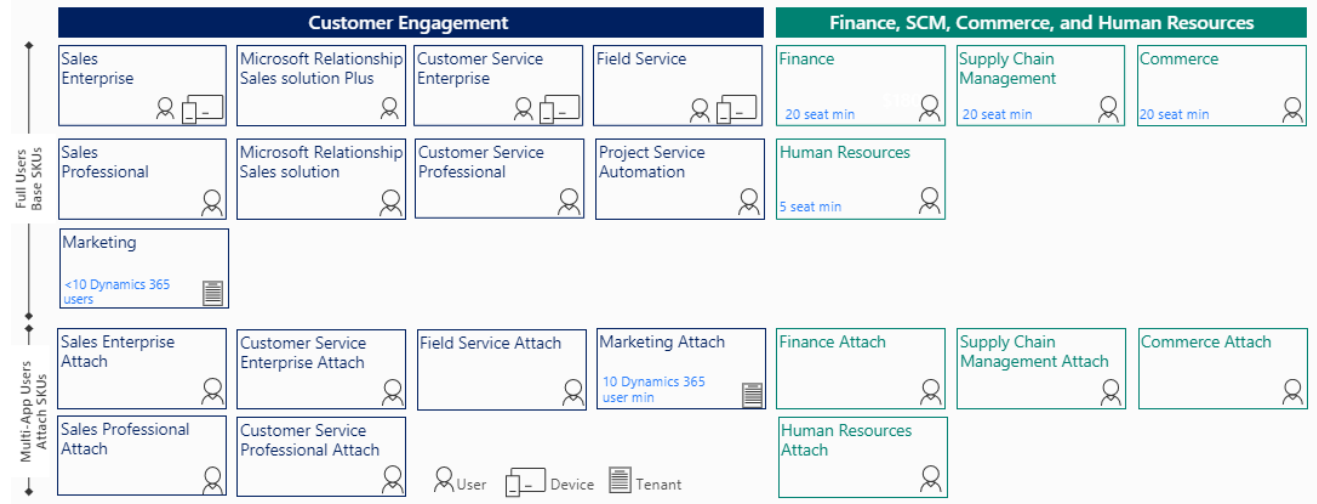 Customer Engagement
Finance, SCM, Commerce, and Human Resources
Full Users
Base SKUs
Sales
Enterprise
Microsoft Relationship
Sales solution Plus
Customer Service
Enterprise
Field Service
Finance
20 seat min
Supply Chain
Management
20 seat min
Commerce
20 seat min
Sales
Professional
Microsoft Relationship
Sales solution
Customer Service
Professional
Project Service
Automation
Human Resources
5 seat min
Marketing
<10 Dynamics 365
users
Multi-App Users
Attach SKUs
Sales Enterprise
Attach
Customer Service
Enterprise Attach
Field Service Attach
Marketing Attach
10 Dynamics 365
user min
Finance Attach
Supply Chain
Management Attach
Commerce Attach
Sales Professional
Attach
Customer Service
Professional Attach
Human Resources
Attach
User
Device
Tenant